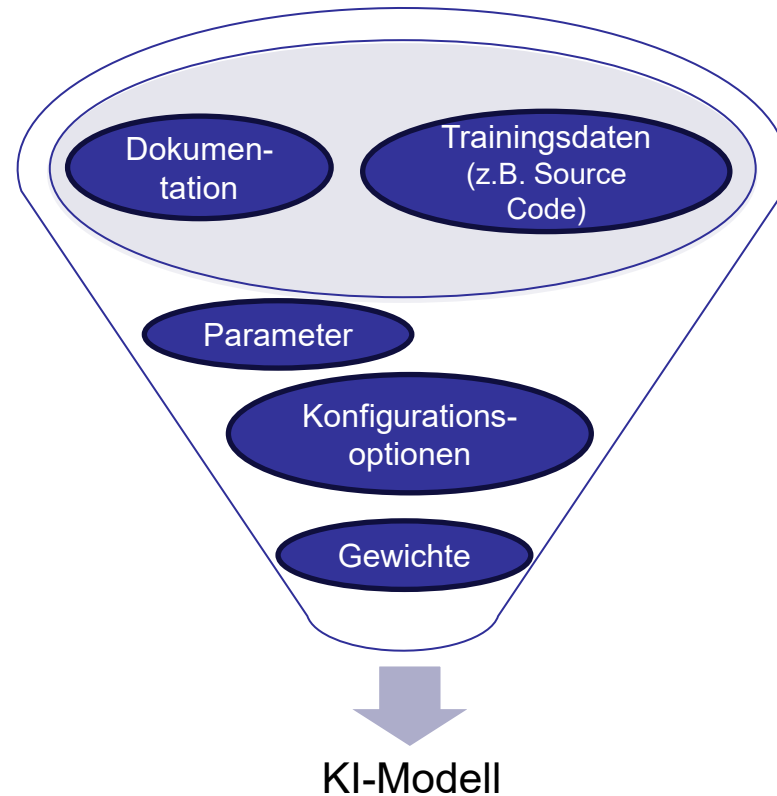 Dokumen-
tation
Trainingsdaten
(z.B. Source
Code)
Parameter
Konfigurations-
optionen
Gewichte
KI-Modell